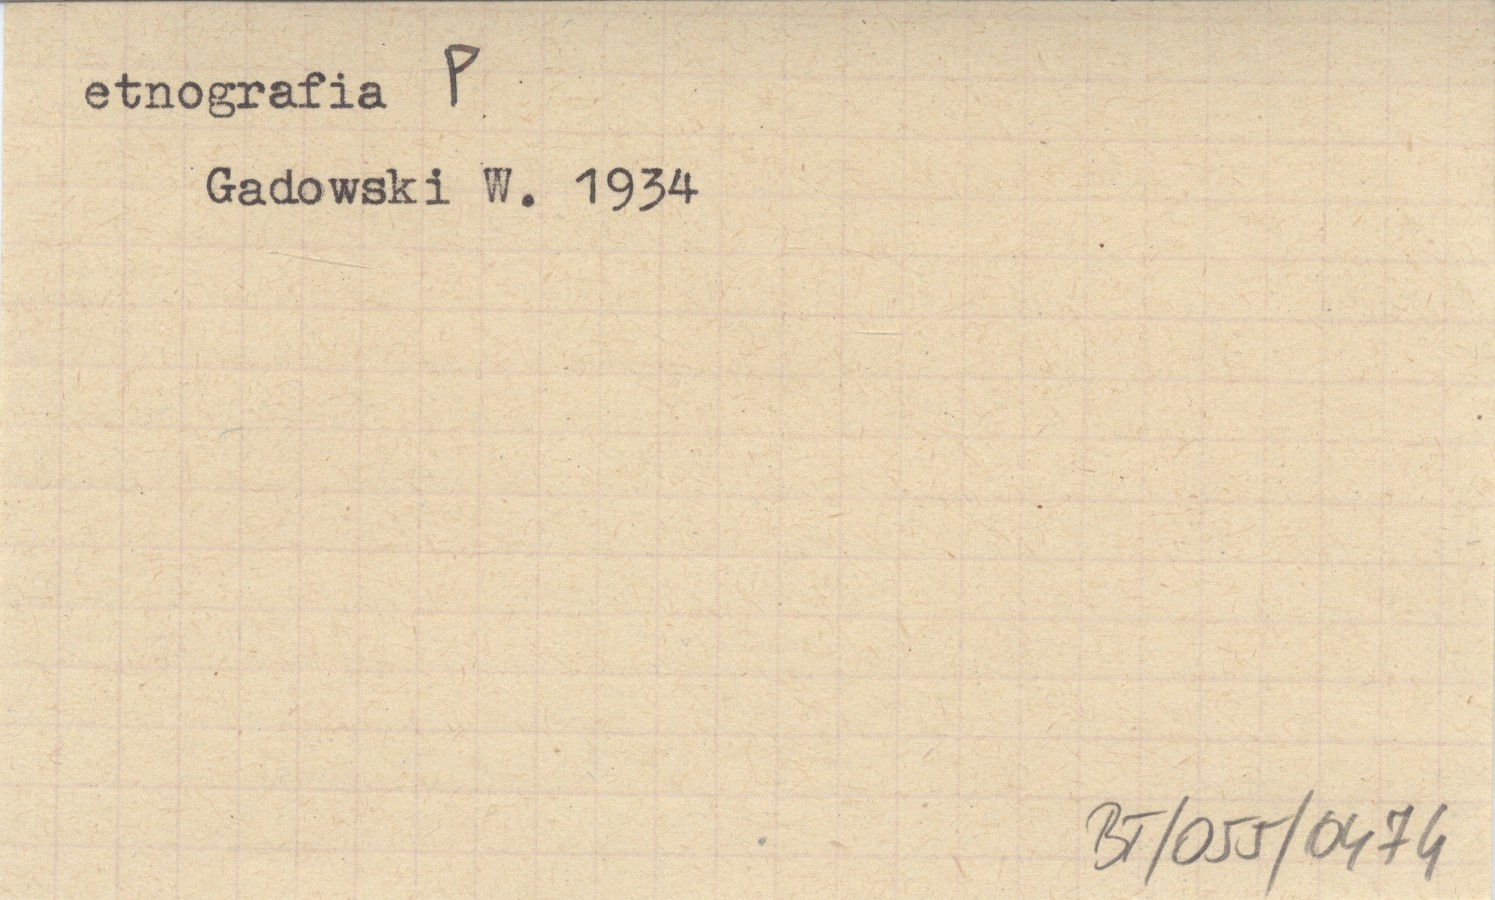 etnografia P
Gadowski W. 1934
BT/055/0474